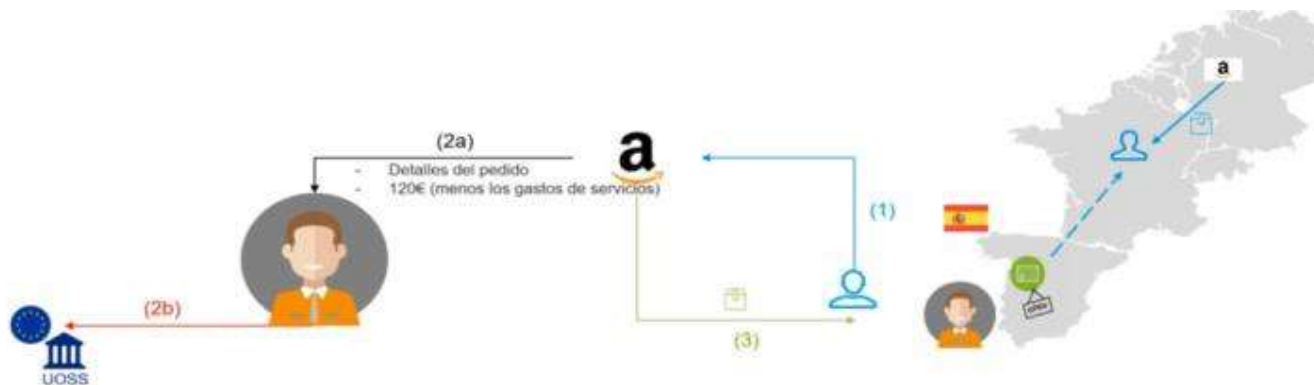 (2a)
- Detalles del pedido
- 120€ (menos los gastos de servicios)
a
(1)
a
(2b)
(3)
UOSS